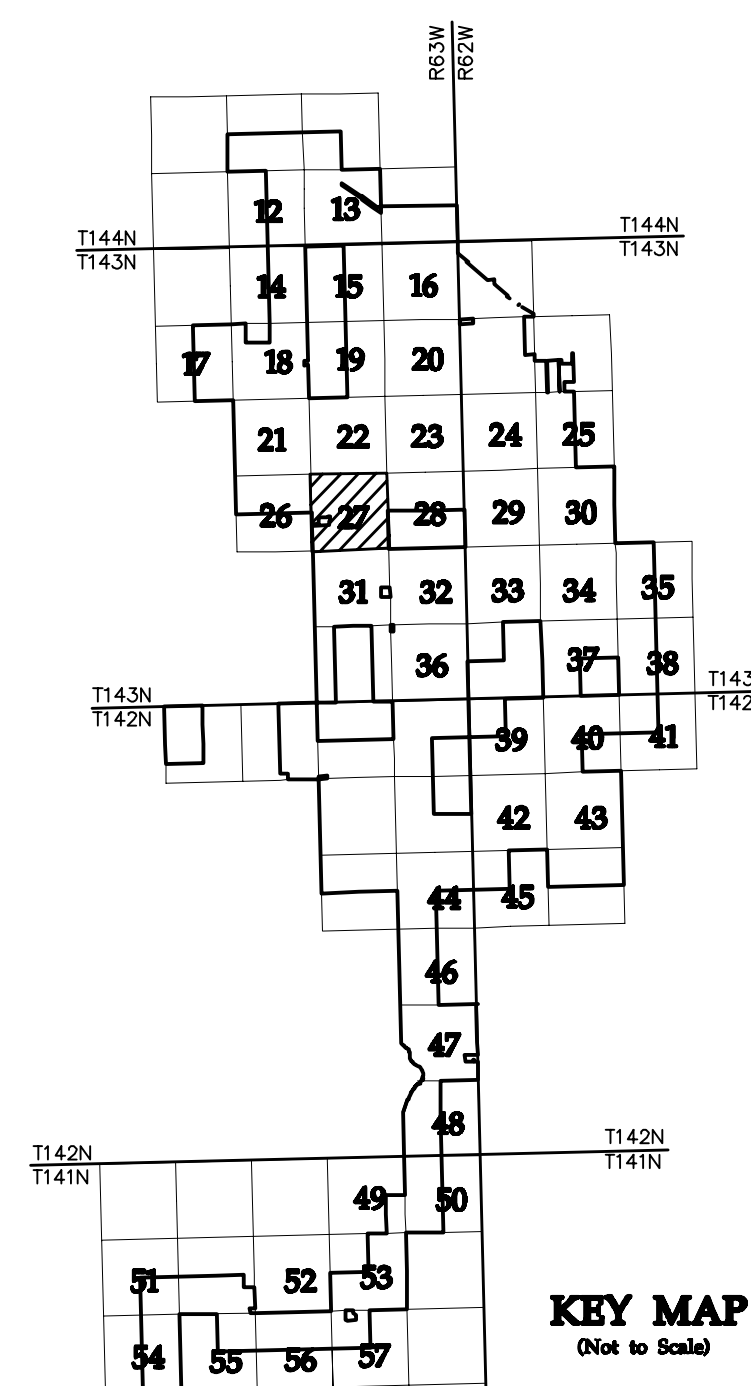 R63W
R62W
12 13
T144N T144N
T143N T143N
14 15 16
17 18 19 20
21 22 23 24 25
26 27 28 29 30
31 32 33 34 35
36 37 38
T143N T143
T142N T142
39 40 41
42 43
44 45
46
47
48
T142N T142N
T141N T141N
49 50
51 52 53
KEY MAP
(Not to Scale)
54 55 56 57